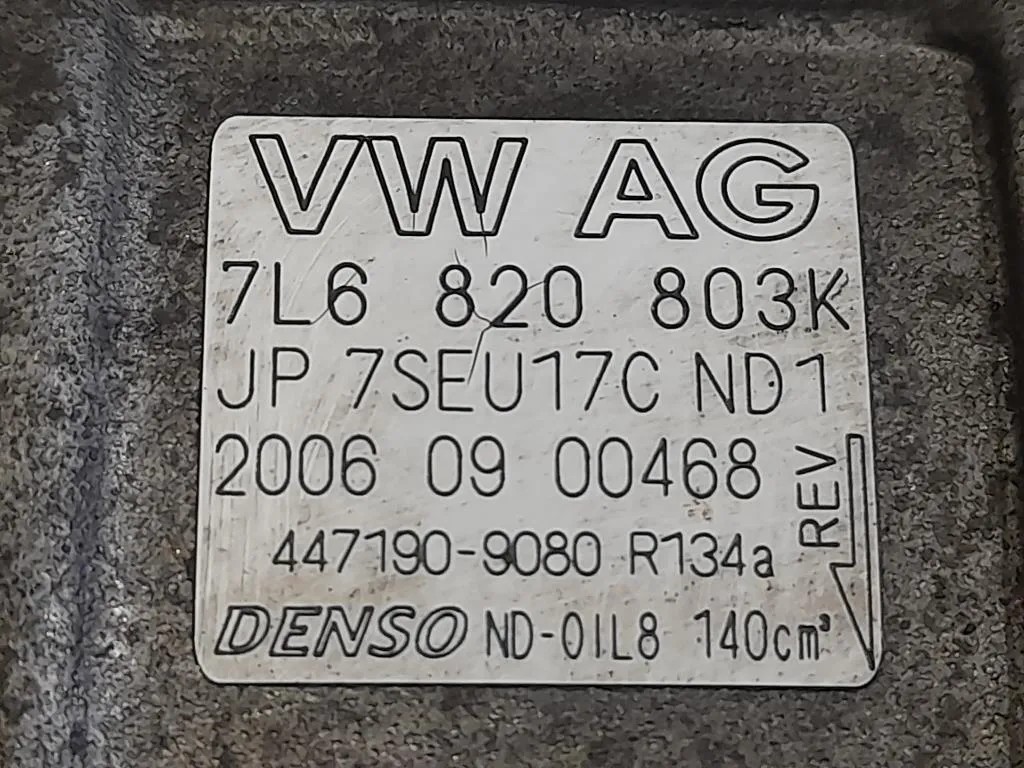 VW AG
7L6 820 803K
JP 7SEU17C ND1
2006 09 00468
REV
447190-9080 R134a
DENSO ND-OIL8 140cm³